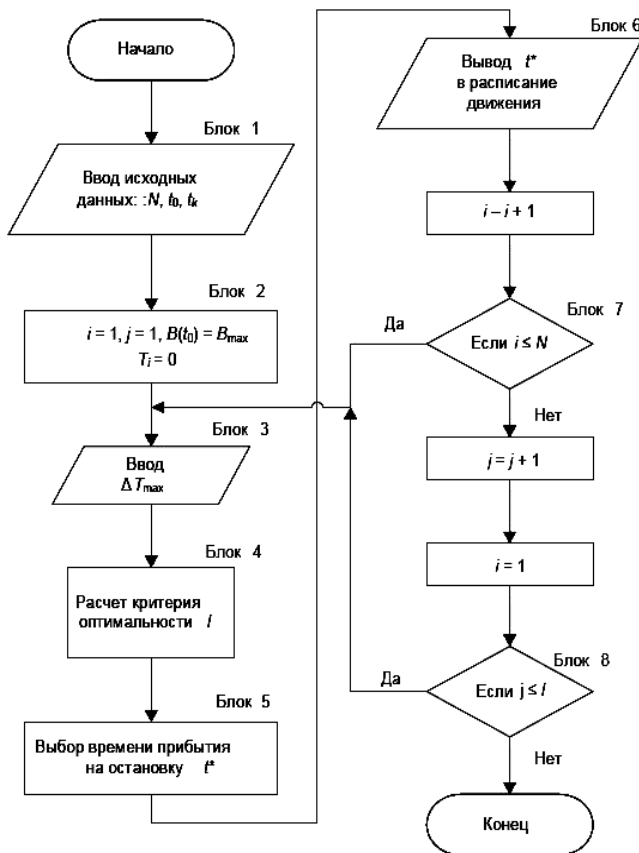 Начало
Блок 1
Ввод исходных
данных: :N, t₀, tₖ
Блок 2
i = 1, j = 1, B(t₀) = Bmax
Ti = 0
Блок 3
Ввод
Δ Tmax
Блок 4
Расчет критерия
оптимальности I
Блок 5
Выбор времени прибытия
на остановку t*
Блок 6
Вывод t*
в расписание
движения
i – i + 1
Блок 7
Да
Если i ≤ N
Нет
j = j + 1
i = 1
Блок 8
Да
Если j ≤ I
Нет
Конец